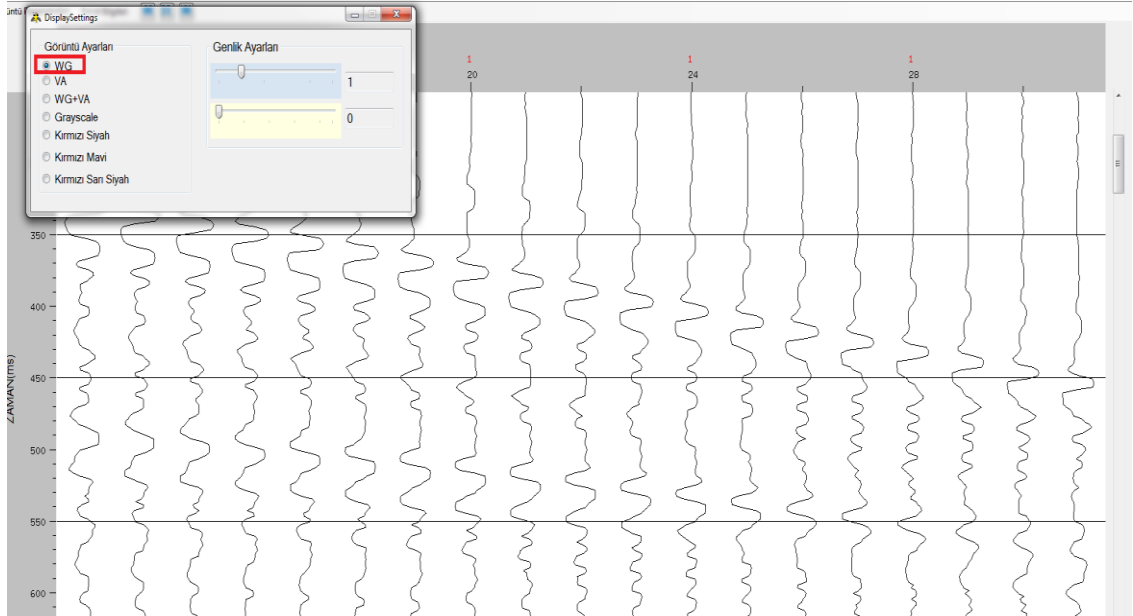 DisplaySettings
Görüntü Ayarları
WG
VA
WG+VA
Grayscale
Kırmızı Siyah
Kırmızı Mavi
Kırmızı Sarı Siyah
Genlik Ayarları
1
0
1 1 1
20 24 28
350
400
450
500
550
600
ZAMAN(ms)